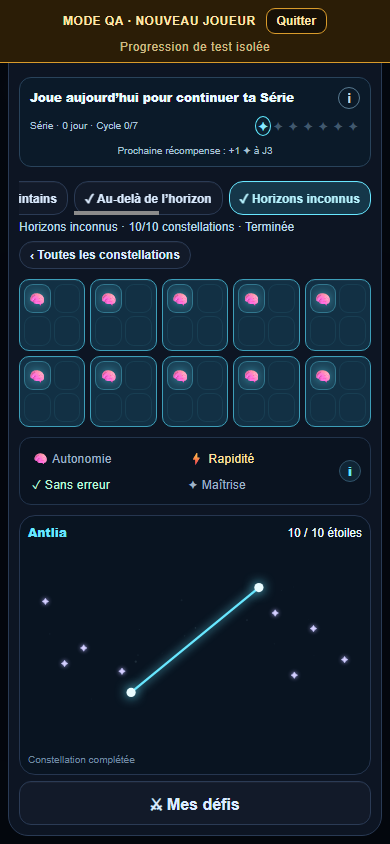 MODE QA · NOUVEAU JOUEUR Quitter
Progression de test isolée
Joue aujourd'hui pour continuer ta Série i
Série · 0 jour · Cycle 0/7
Prochaine récompense : +1 ✦ à J3
intains ✓ Au-delà de l'horizon ✓ Horizons inconnus
Horizons inconnus · 10/10 constellations · Terminée
‹ Toutes les constellations
Autonomie Rapidité i
✓ Sans erreur ✦ Maîtrise
Antlia 10 / 10 étoiles
Constellation complétée
⚔ Mes défis